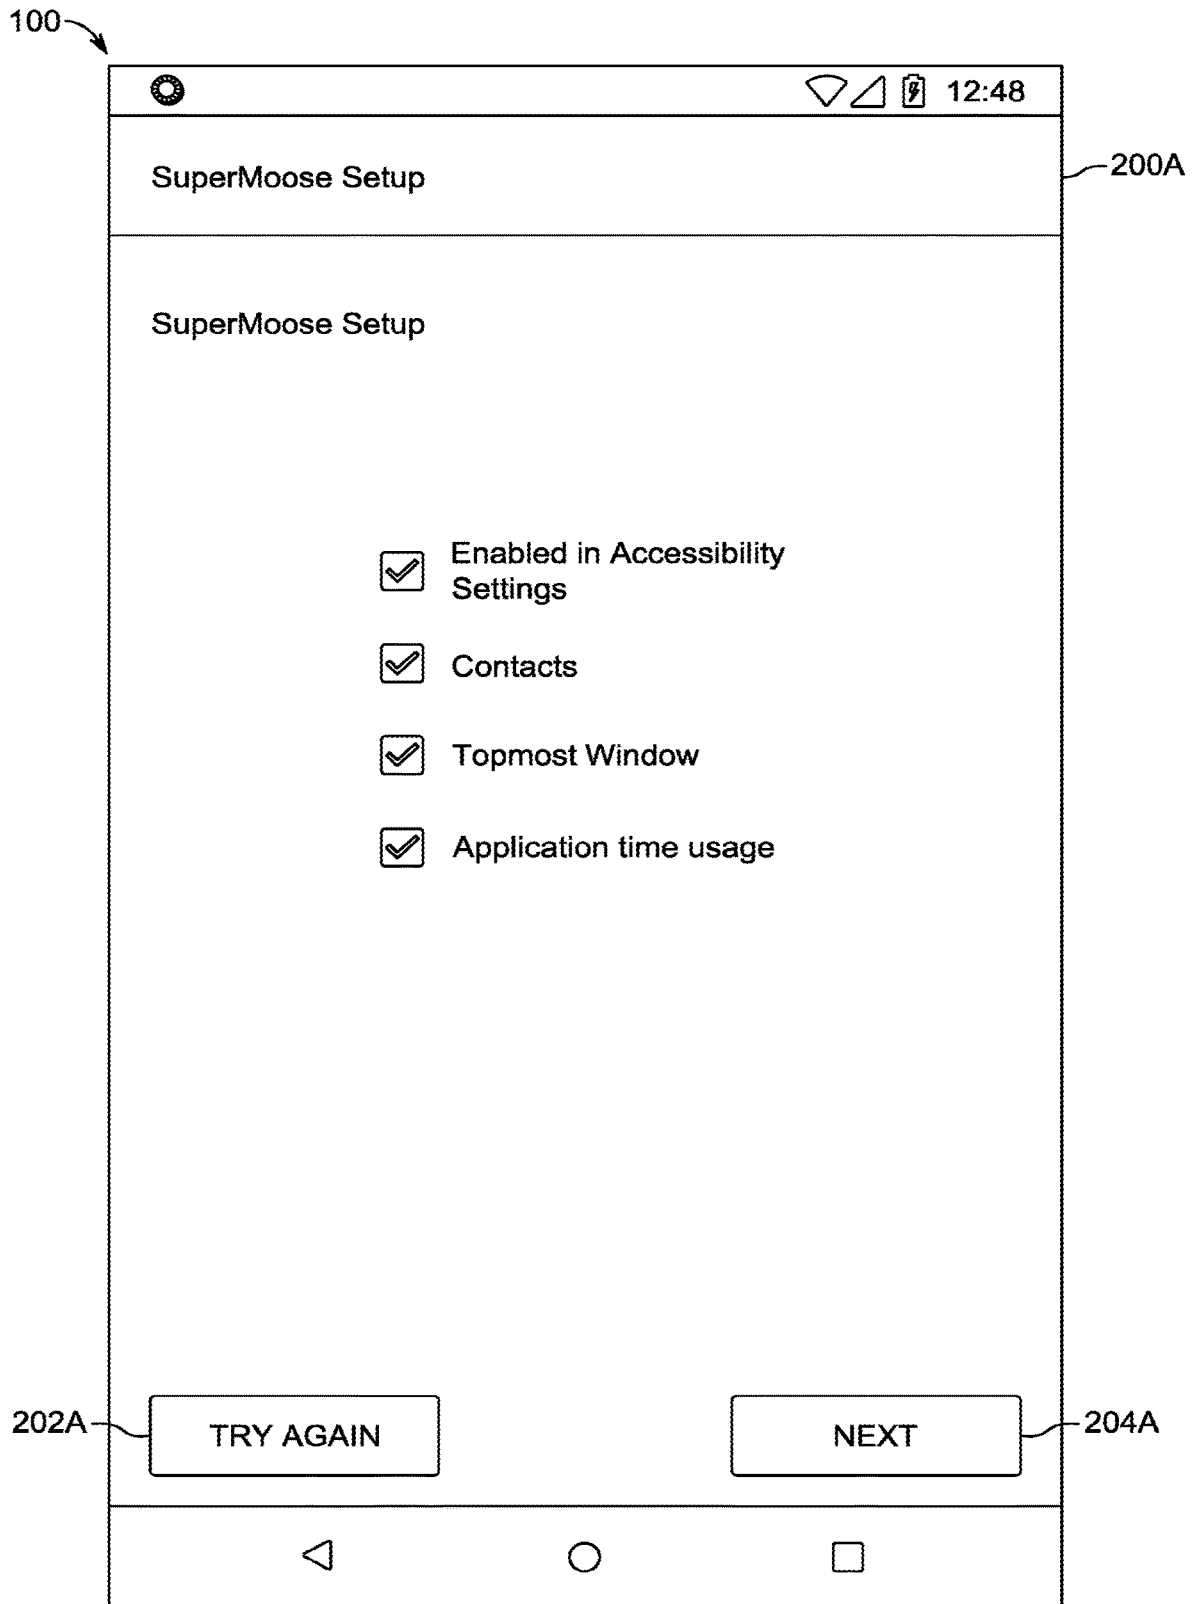 100
12:48
SuperMoose Setup
200A
SuperMoose Setup
Enabled in Accessibility
Settings
Contacts
Topmost Window
Application time usage
202A
TRY AGAIN
NEXT
204A